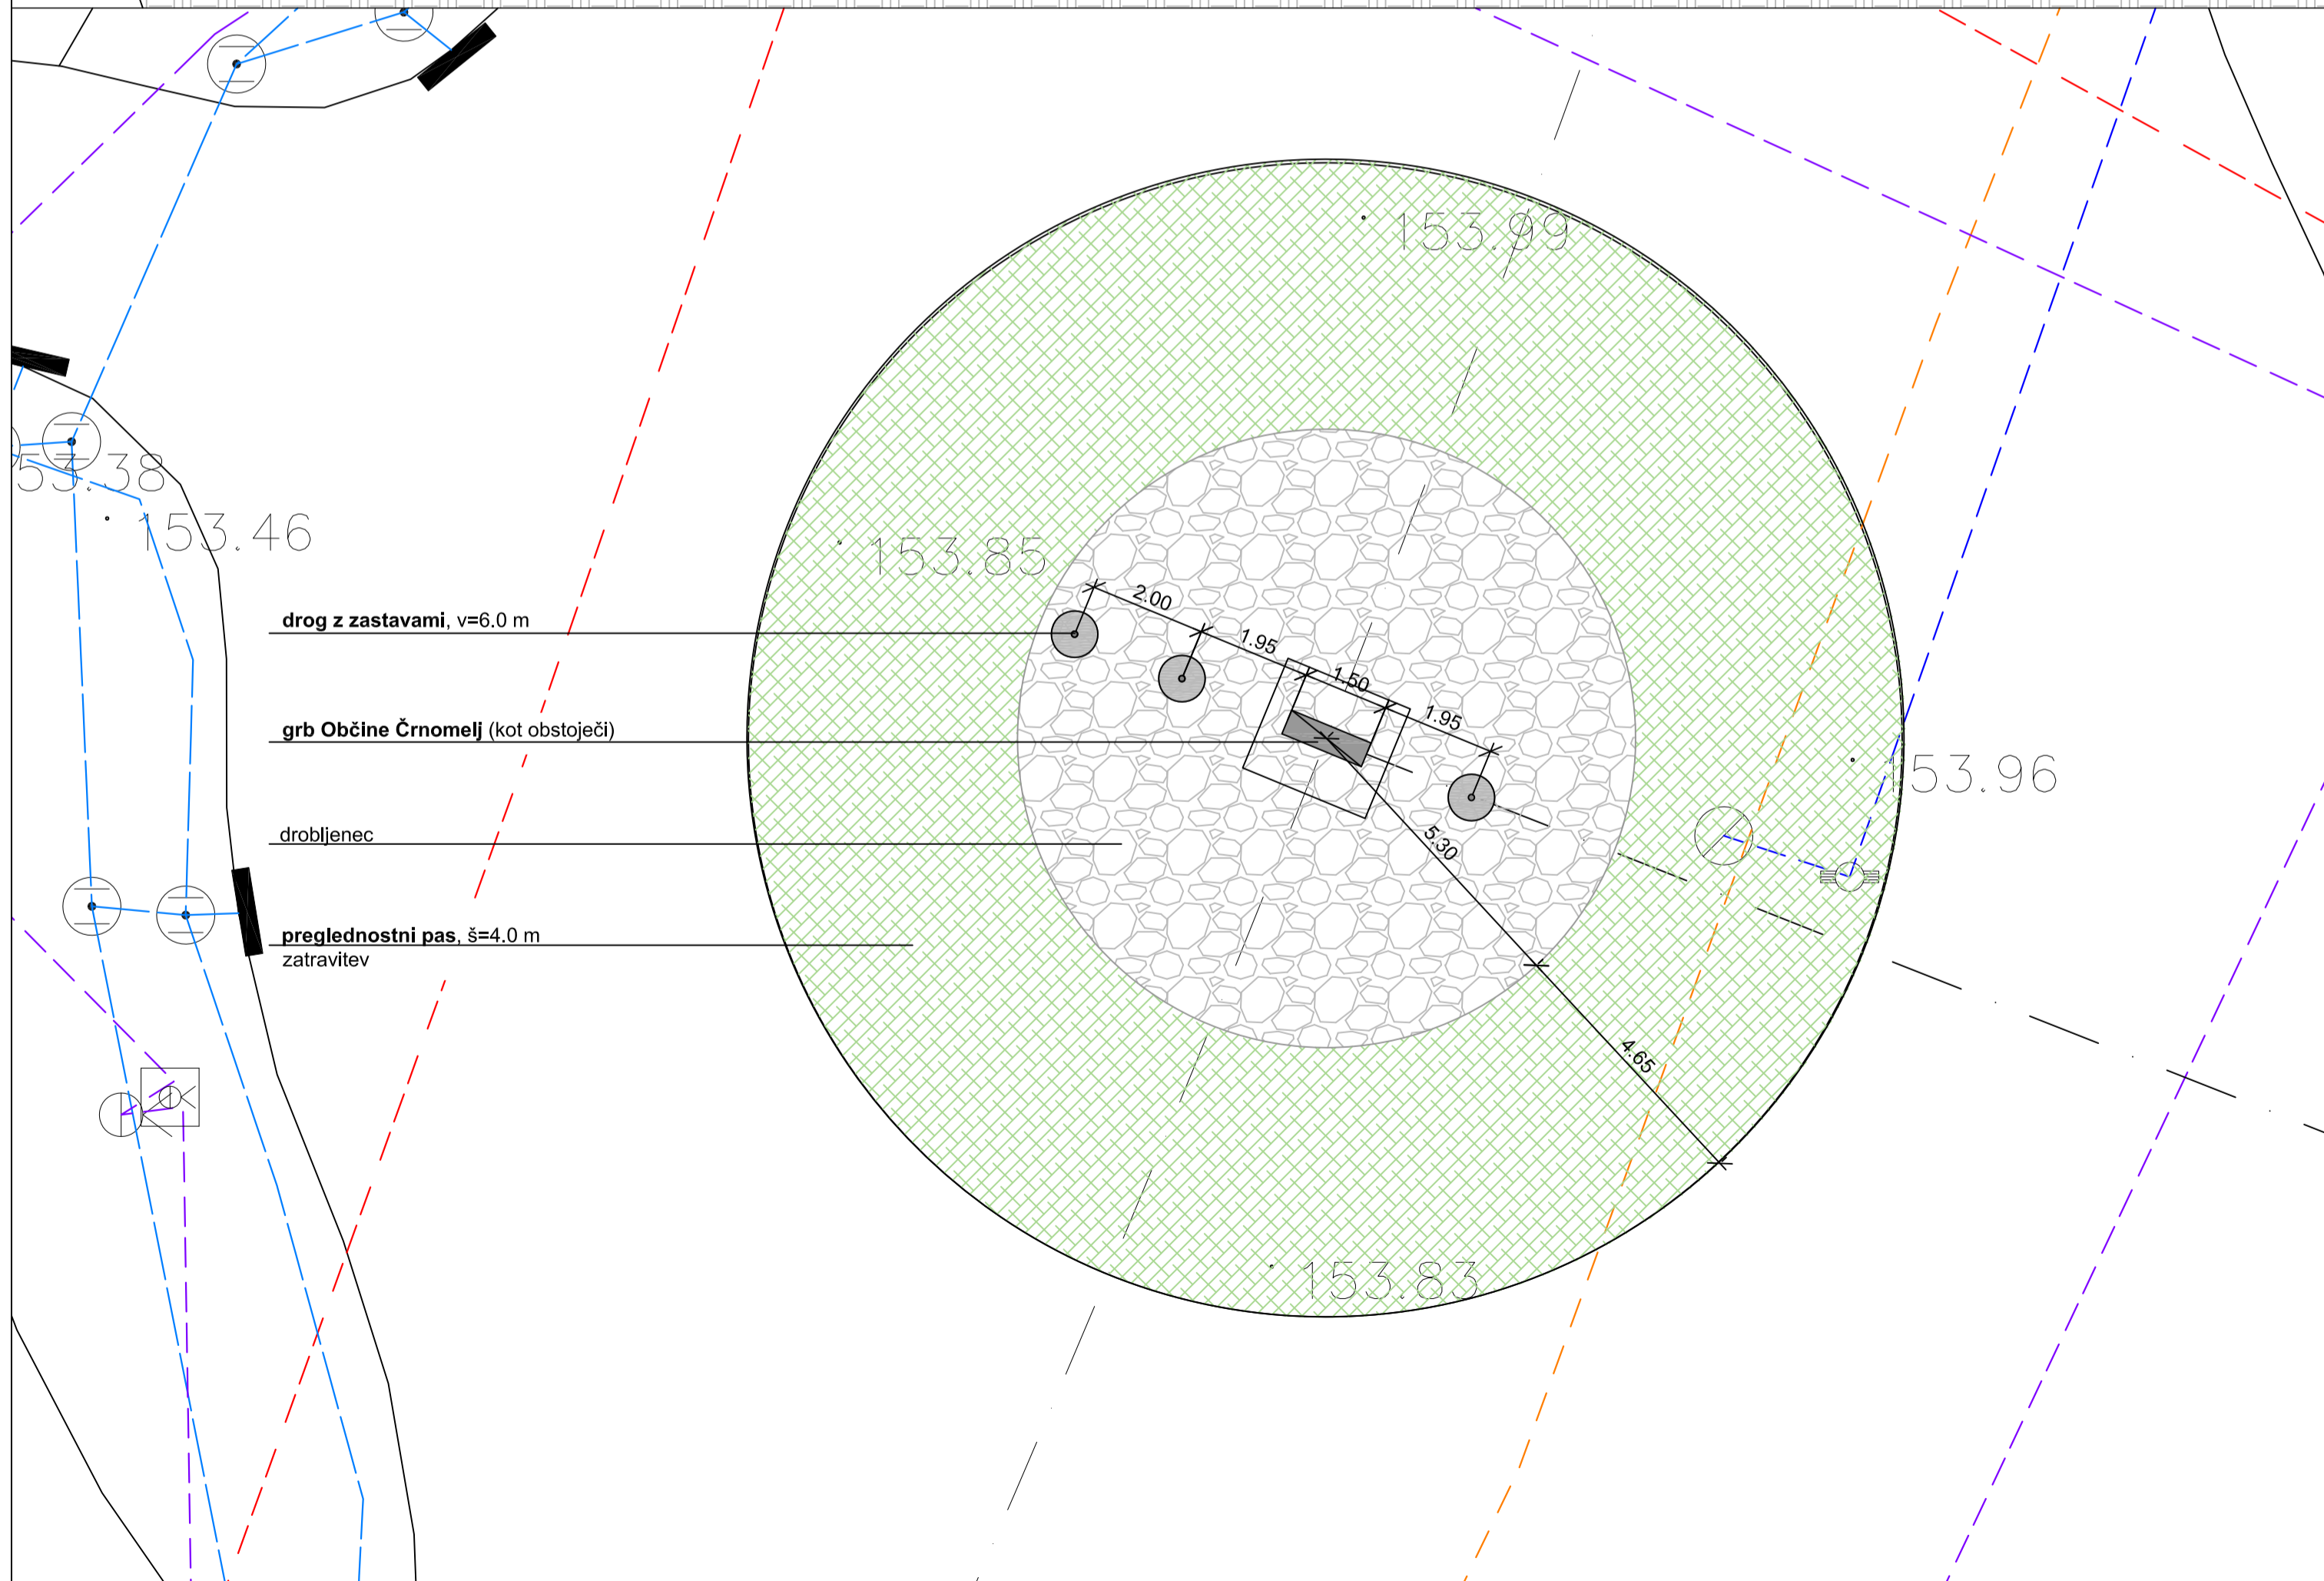 153.99
53.38
153.46
153.85
2.00
1.95
1.50
1.95
drog z zastavami, v=6.0 m
grb Občine Črnomelj (kot obstoječi)
153.96
drobljenec
5.30
preglednostni pas, š=4.0 m
zatravitev
4.65
153.83